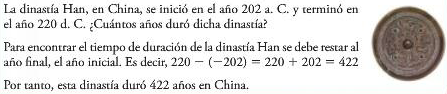 La dinastía Han, en China, se inició en el año 202 a. C. y terminó en
el año 220 d. C. ¿Cuántos años duró dicha dinastía?
Para encontrar el tiempo de duración de la dinastía Han se debe restar al
año final, el año inicial. Es decir, 220 − (−202) = 220 + 202 = 422
Por tanto, esta dinastía duró 422 años en China.